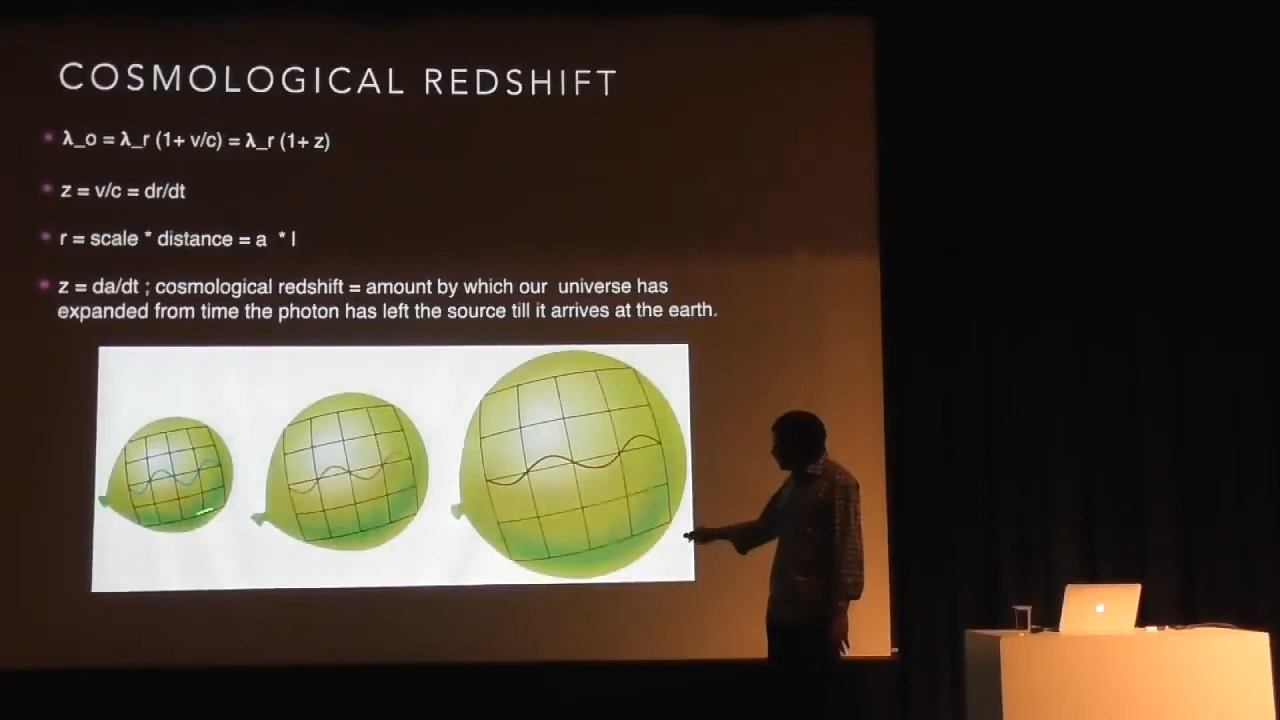 COSMOLOGICAL REDSHIFT
λ_o = λ_r (1+ v/c) = λ_r (1+ z)
z = v/c = dr/dt
r = scale * distance = a * l
z = da/dt ; cosmological redshift = amount by which our universe has
expanded from time the photon has left the source till it arrives at the earth.